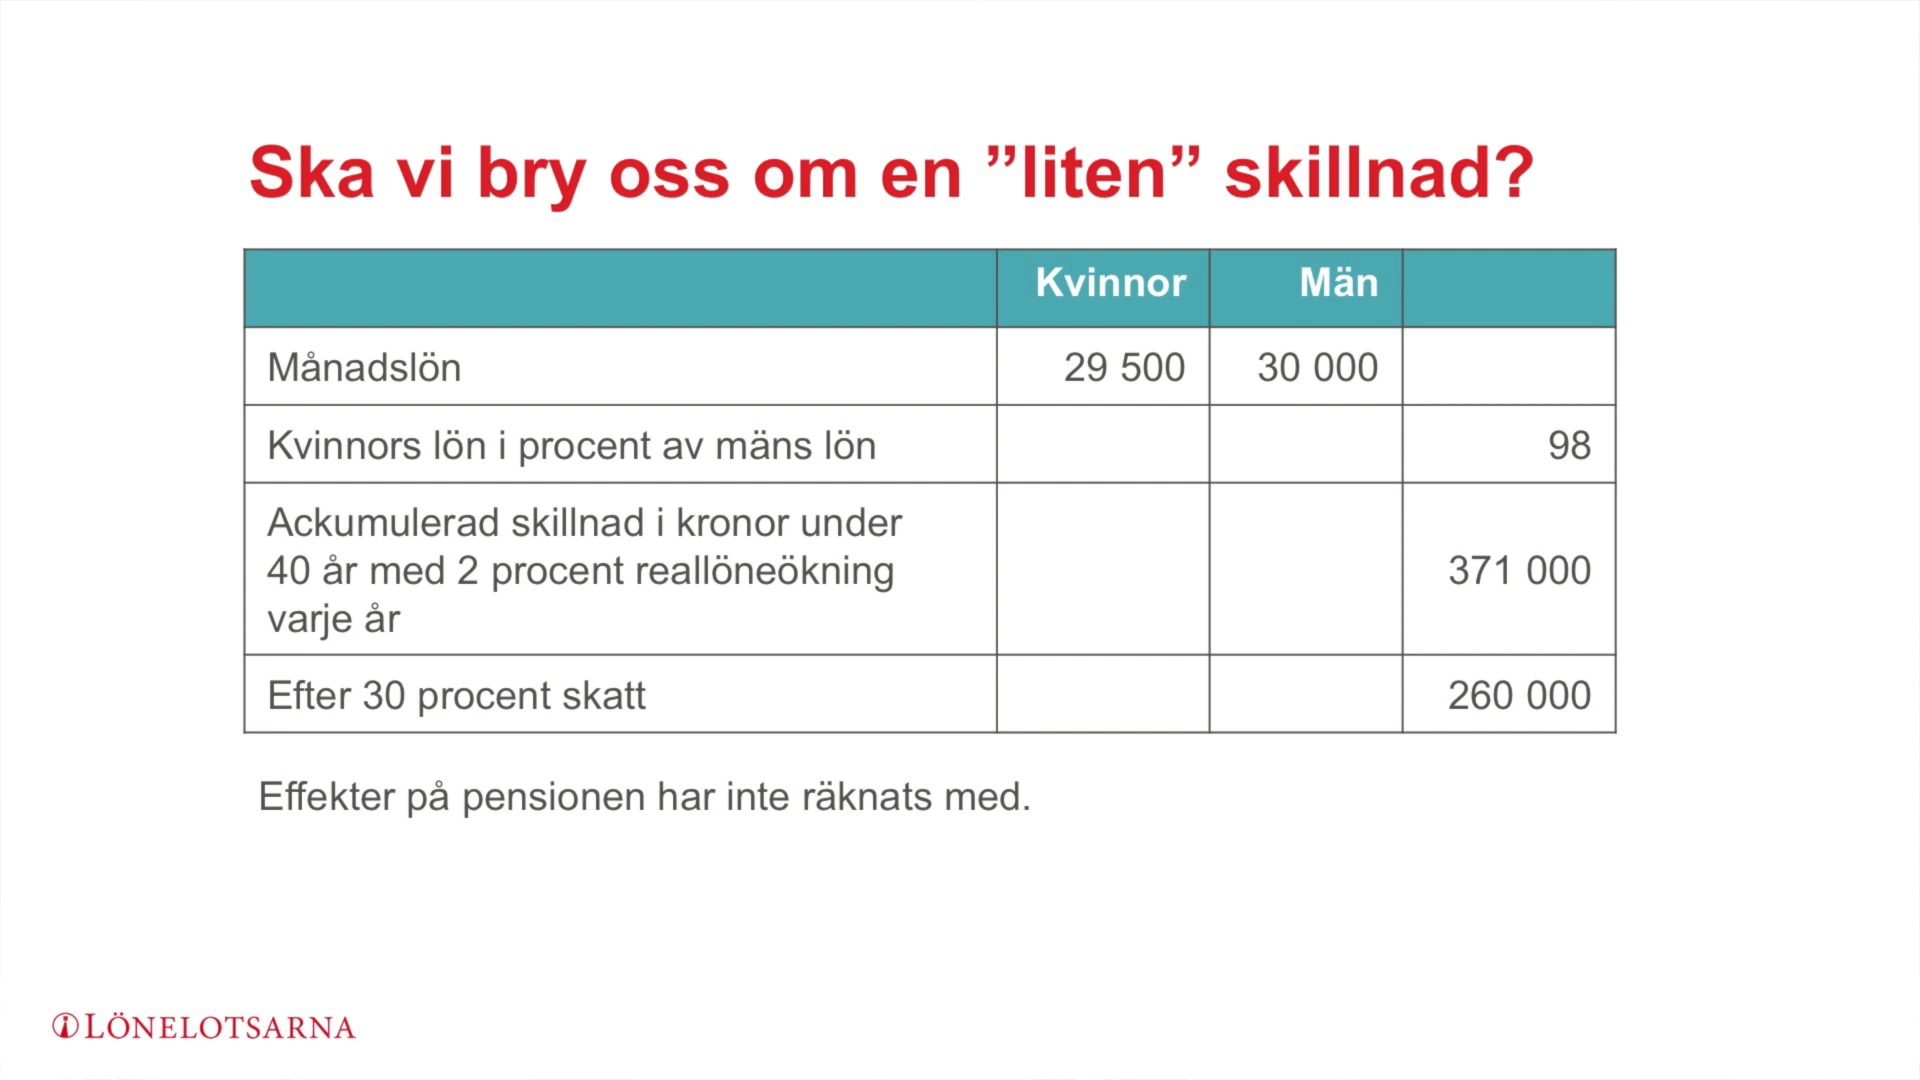 Ska vi bry oss om en ”liten” skillnad?
Kvinnor Män
Månadslön 29 500 30 000
Kvinnors lön i procent av mäns lön 98
Ackumulerad skillnad i kronor under
40 år med 2 procent reallöneökning 371 000
varje år
Efter 30 procent skatt 260 000
Effekter på pensionen har inte räknats med.
LÖNELOTSARNA